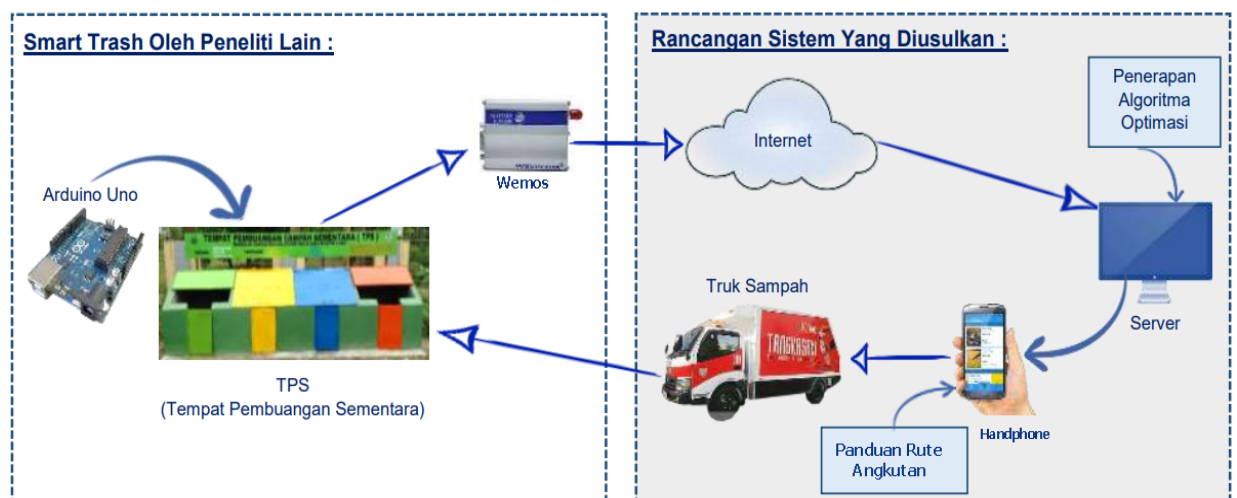 Smart Trash Oleh Peneliti Lain :
Arduino Uno
Wemos
TEMPAT PEMBUANGAN SAMPAH SEMENTARA ( TPS )
TPS
(Tempat Pembuangan Sementara)
Rancangan Sistem Yang Diusulkan :
Internet
Penerapan
Algoritma
Optimasi
Server
Truk Sampah
TANGKASAKI
Handphone
Panduan Rute
Angkutan